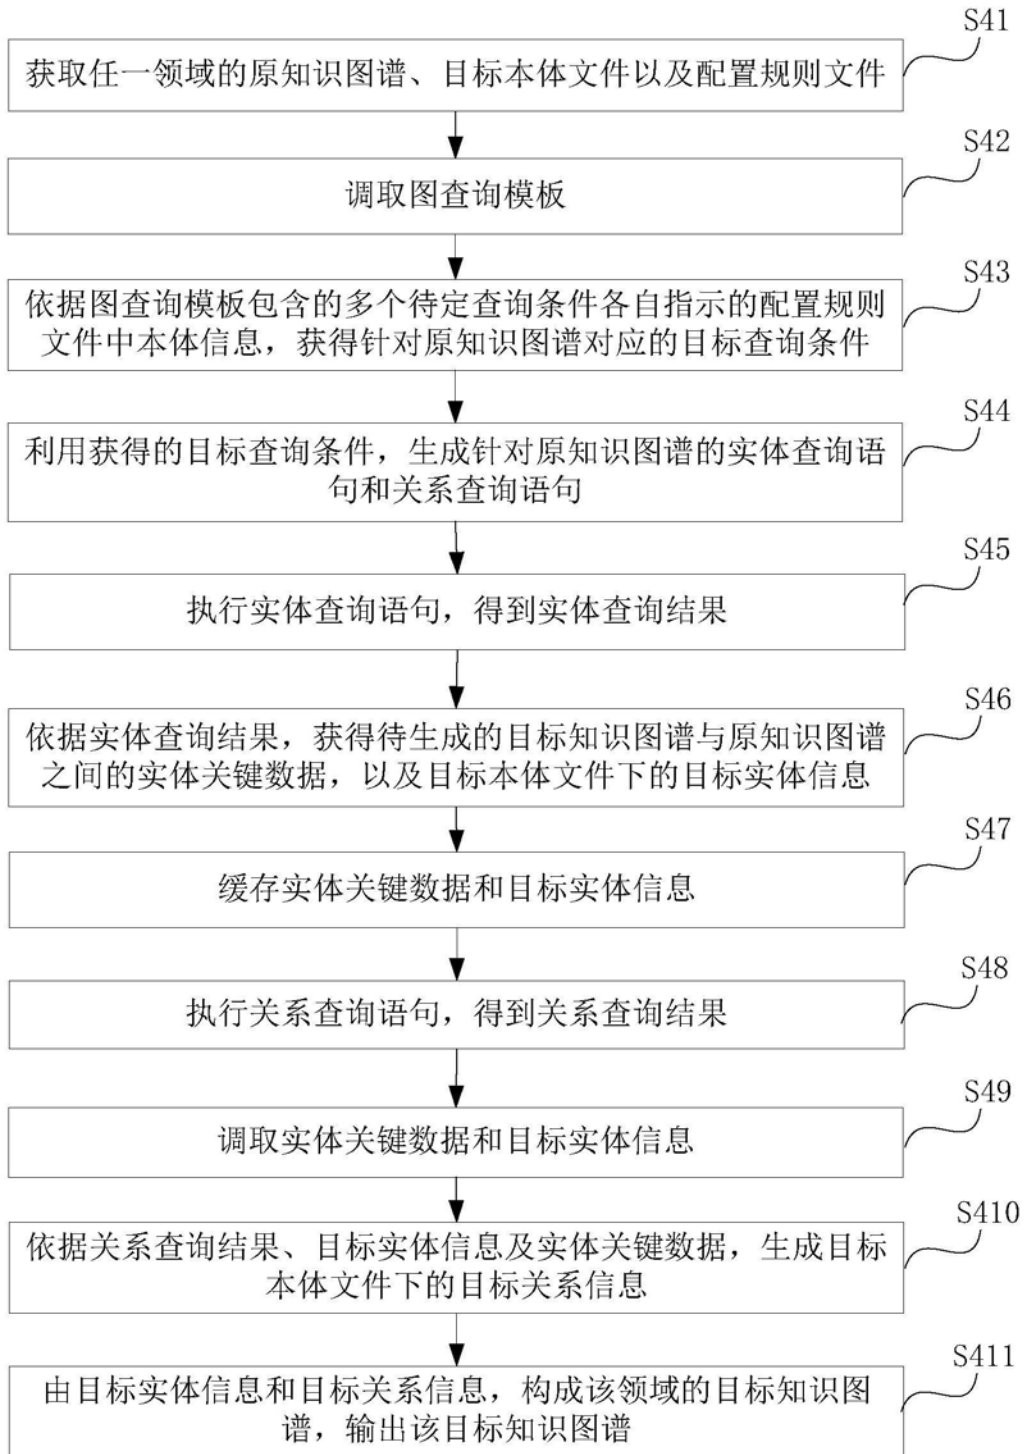 S41
获取任一领域的原知识图谱、目标本体文件以及配置规则文件
S42
调取图查询模板
S43
依据图查询模板包含的多个待定查询条件各自指示的配置规则
文件中本体信息，获得针对原知识图谱对应的目标查询条件
S44
利用获得的目标查询条件，生成针对原知识图谱的实体查询语
句和关系查询语句
S45
执行实体查询语句，得到实体查询结果
S46
依据实体查询结果，获得待生成的目标知识图谱与原知识图谱
之间的实体关键数据，以及目标本体文件下的目标实体信息
S47
缓存实体关键数据和目标实体信息
S48
执行关系查询语句，得到关系查询结果
S49
调取实体关键数据和目标实体信息
S410
依据关系查询结果、目标实体信息及实体关键数据，生成目标
本体文件下的目标关系信息
S411
由目标实体信息和目标关系信息，构成该领域的目标知识图
谱，输出该目标知识图谱